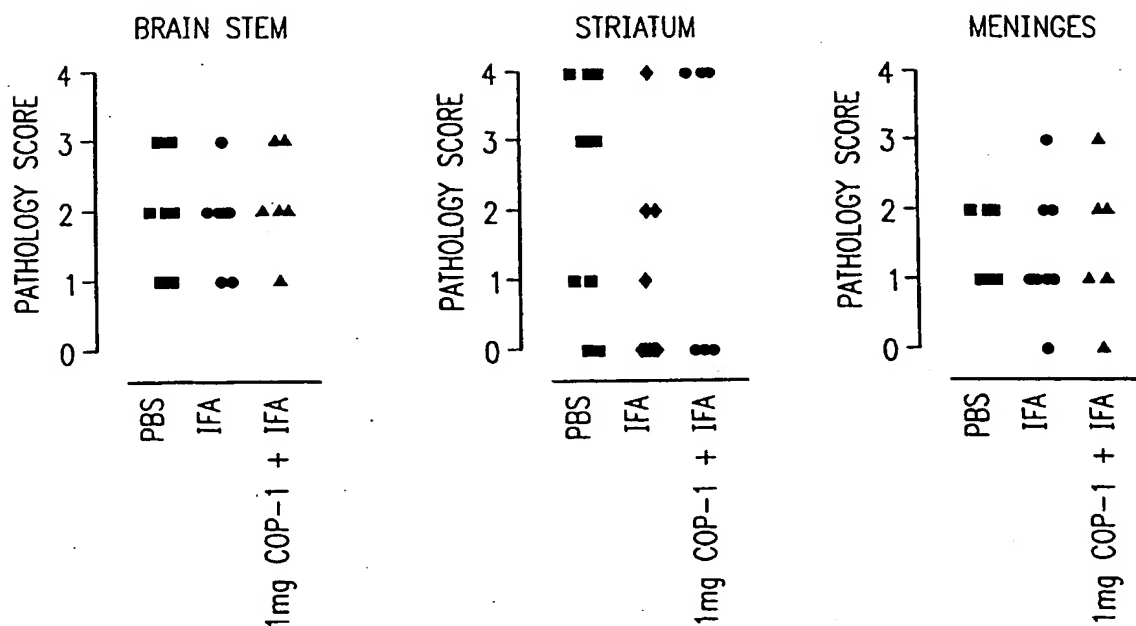 BRAIN STEM
PATHOLOGY SCORE
4
3
2
1
0
PBS
IFA
1mg COP-1 + IFA
STRIATUM
PATHOLOGY SCORE
4
3
2
1
0
PBS
IFA
1mg COP-1 + IFA
MENINGES
PATHOLOGY SCORE
4
3
2
1
0
PBS
IFA
1mg COP-1 + IFA